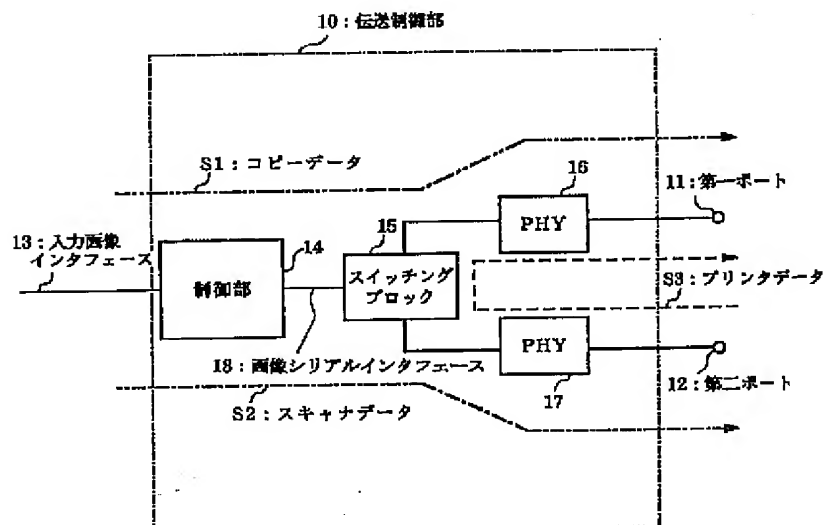 10:伝送制御部
S1:コピーデータ
16
11:第一ポート
PHY
15
13:入力画像
インタフェース
14
制御部
スイッチング
ブロック
S3:プリンタデータ
PHY
18:画像シリアルインタフェース
12:第二ポート
17
S2:スキャナデータ